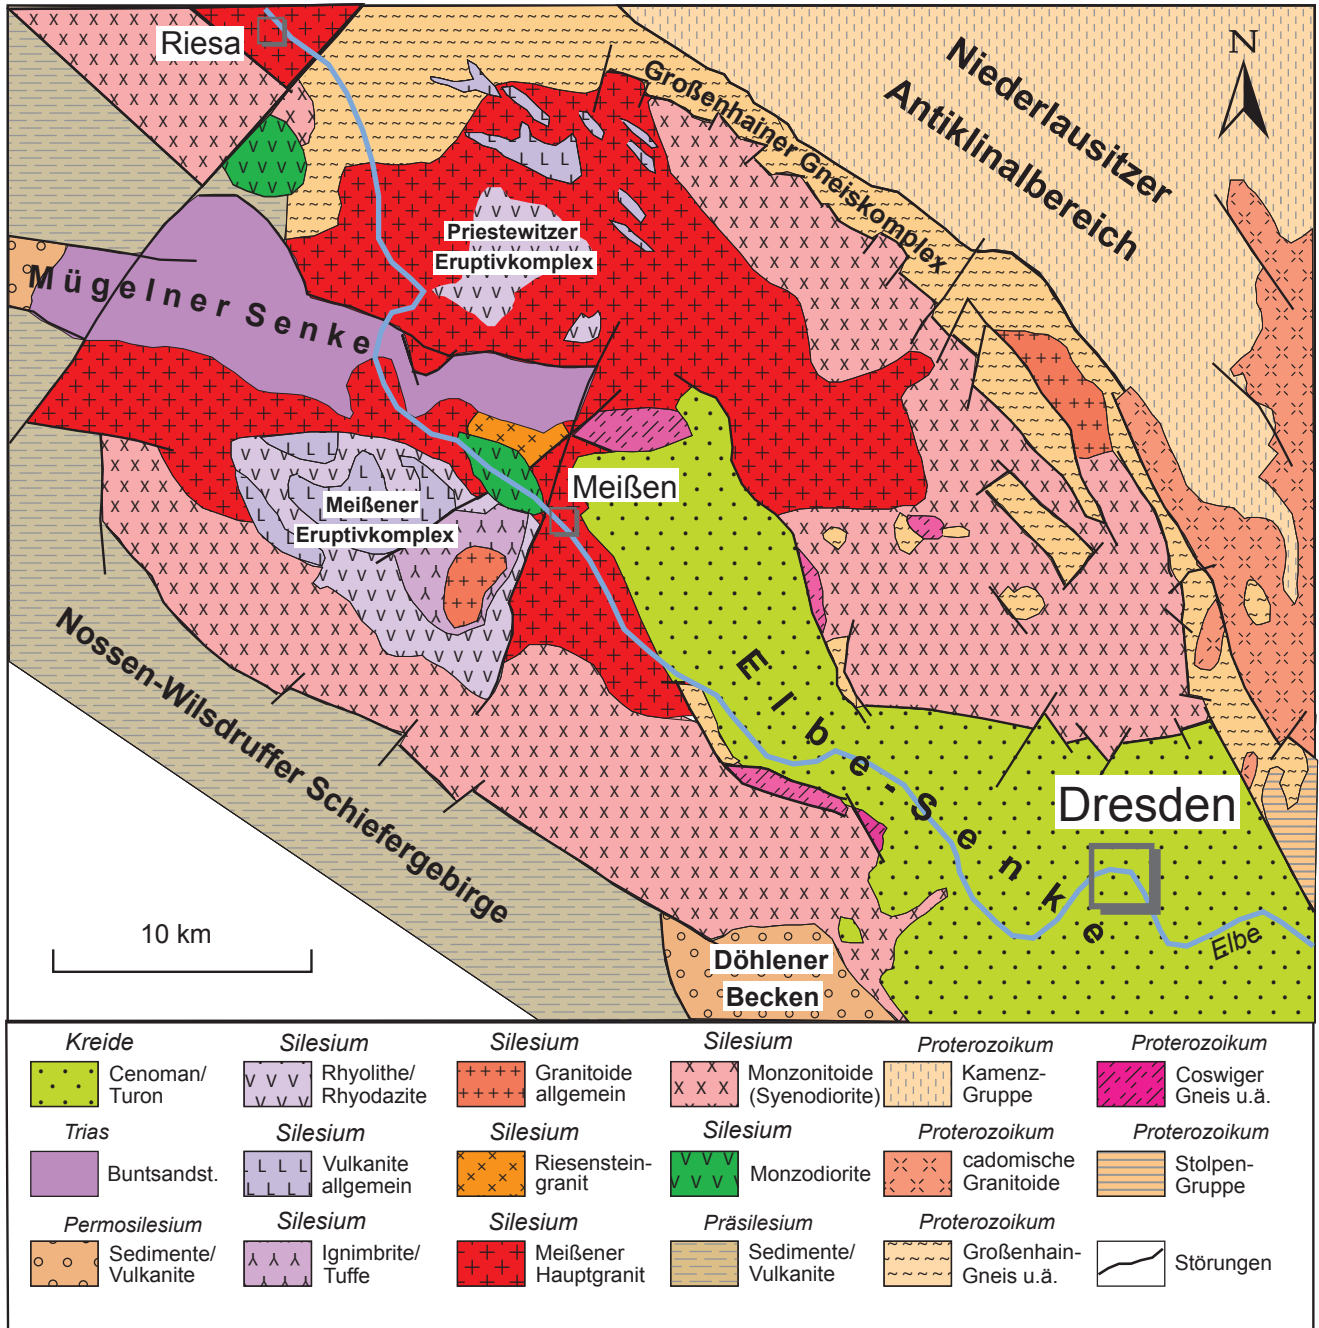 Riesa
N
Niederlausitzer
Antiklinalbereich
Großenhainer Gneiskomplex
Priestewitzer
Eruptivkomplex
Mügelner Senke
Meißen
Meißener
Eruptivkomplex
Elbe-Senke
Nossen-Wilsdruffer Schiefergebirge
Dresden
Elbe
10 km
Döhlener
Becken
Kreide
Cenoman/
Turon
Silesium
Rhyolithe/
Rhyodazite
Silesium
Granitoide
allgemein
Silesium
Monzonitoide
(Syenodiorite)
Proterozoikum
Kamenz-
Gruppe
Proterozoikum
Coswiger
Gneis u.ä.
Trias
Buntsandst.
Silesium
Vulkanite
allgemein
Silesium
Riesenstein-
granit
Silesium
Monzodiorite
Proterozoikum
cadomische
Granitoide
Proterozoikum
Stolpen-
Gruppe
Permosilesium
Sedimente/
Vulkanite
Silesium
Ignimbrite/
Tuffe
Silesium
Meißener
Hauptgranit
Präsilesium
Sedimente/
Vulkanite
Proterozoikum
Großenhain-
Gneis u.ä.
Störungen